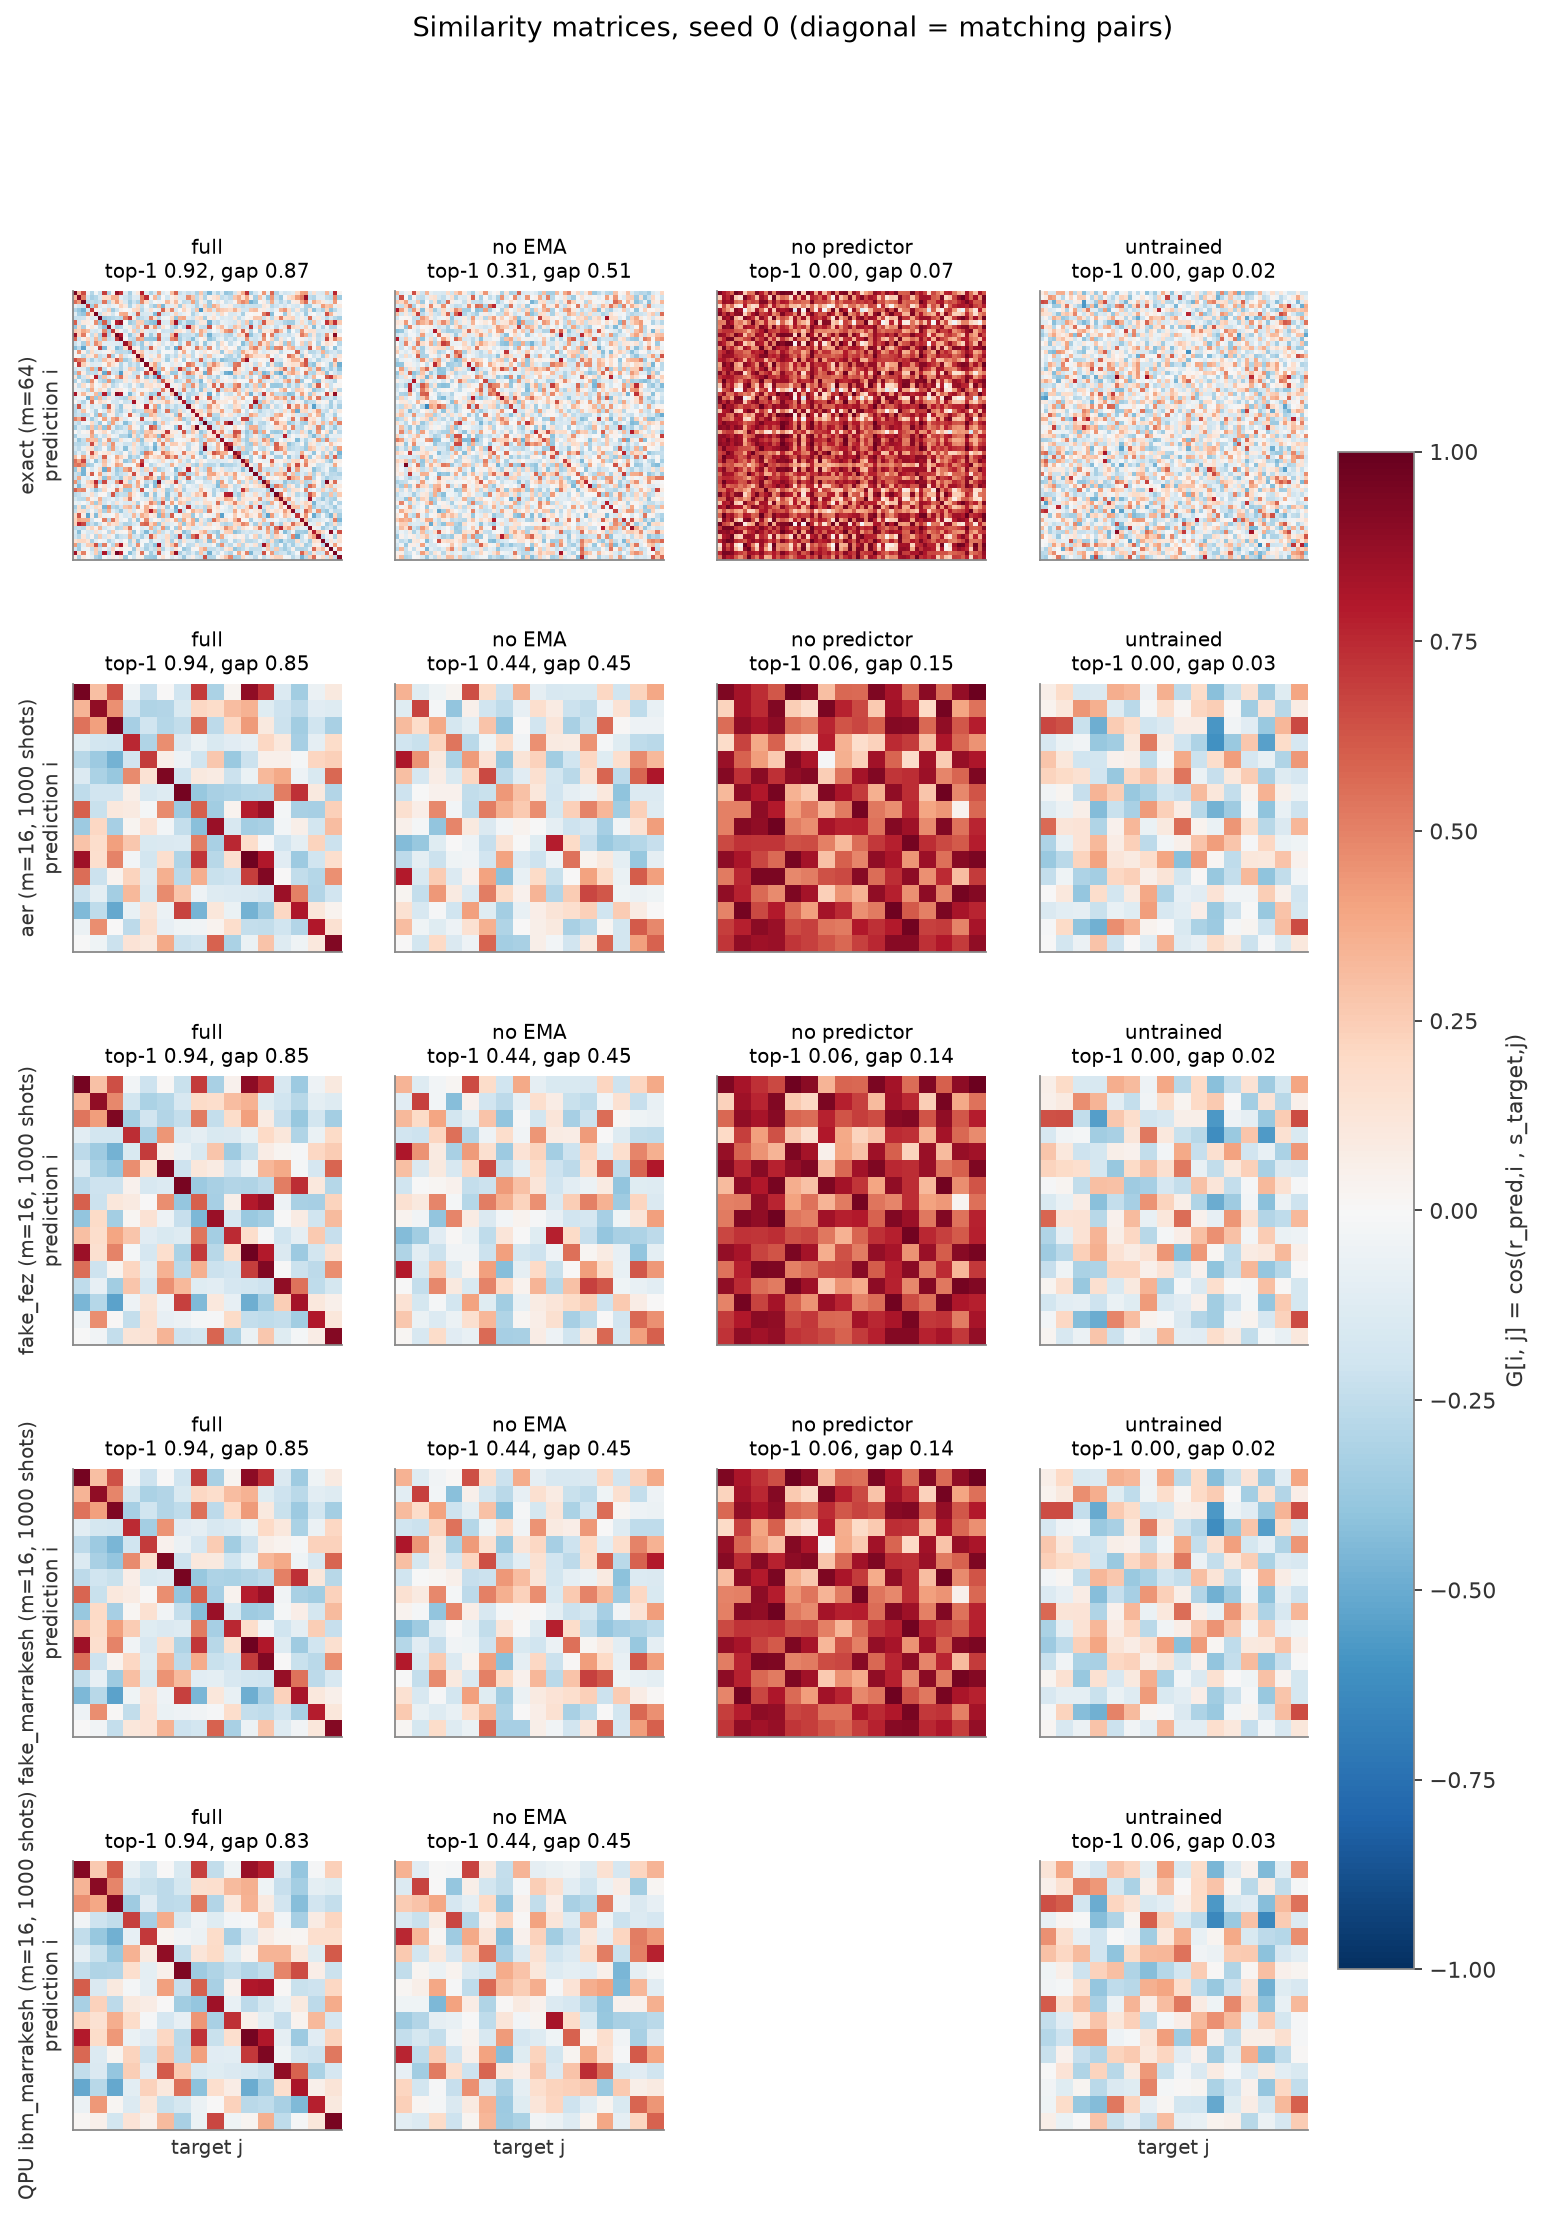 Similarity matrices, seed 0 (diagonal = matching pairs)
full
top-1 0.92, gap 0.87
no EMA
top-1 0.31, gap 0.51
no predictor
top-1 0.00, gap 0.07
untrained
top-1 0.00, gap 0.02
exact (m=64)
prediction i
full
top-1 0.94, gap 0.85
no EMA
top-1 0.44, gap 0.45
no predictor
top-1 0.06, gap 0.15
untrained
top-1 0.00, gap 0.03
aer (m=16, 1000 shots)
prediction i
full
top-1 0.94, gap 0.85
no EMA
top-1 0.44, gap 0.45
no predictor
top-1 0.06, gap 0.14
untrained
top-1 0.00, gap 0.02
fake_fez (m=16, 1000 shots)
prediction i
full
top-1 0.94, gap 0.85
no EMA
top-1 0.44, gap 0.45
no predictor
top-1 0.06, gap 0.14
untrained
top-1 0.00, gap 0.02
fake_marrakesh (m=16, 1000 shots)
prediction i
full
top-1 0.94, gap 0.83
no EMA
top-1 0.44, gap 0.45
untrained
top-1 0.06, gap 0.03
QPU ibm_marrakesh (m=16, 1000 shots)
prediction i
target j
target j
target j
1.00
0.75
0.50
0.25
0.00
−0.25
−0.50
−0.75
−1.00
G[i, j] = cos(r_pred,i , s_target,j)